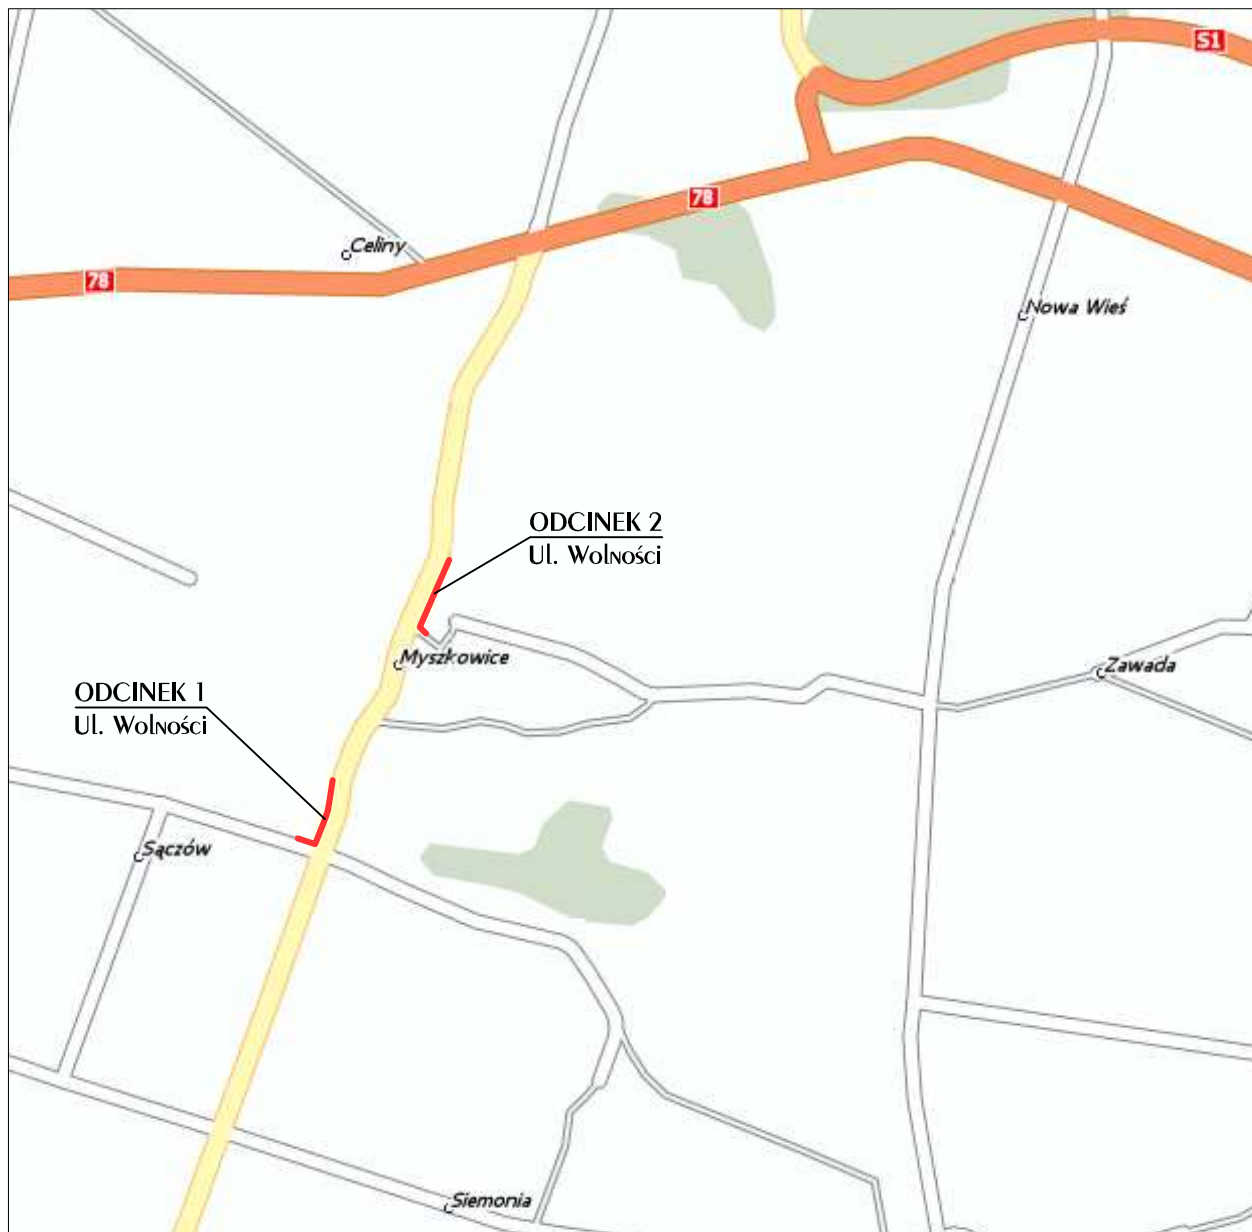 S1
78
Celiny
78
Nowa Wieś
ODCINEK 2
Ul. Wolności
Myszkowice
Zawada
ODCINEK 1
Ul. Wolności
Sączów
Siemonia